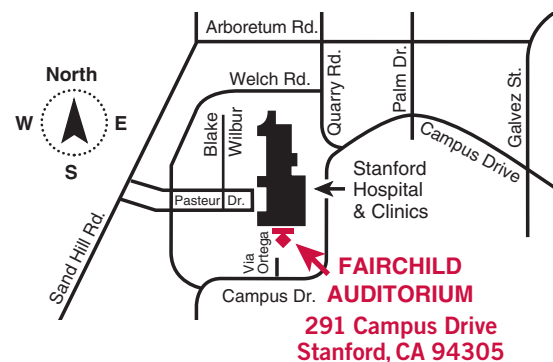 Arboretum Rd.
North
W
E
S
Welch Rd.
Quarry Rd.
Palm Dr.
Galvez St.
Blake
Wilbur
Campus Drive
Stanford
Hospital
& Clinics
Pasteur Dr.
Sand Hill Rd.
Via
Ortega
Campus Dr.
FAIRCHILD
AUDITORIUM
291 Campus Drive
Stanford, CA 94305